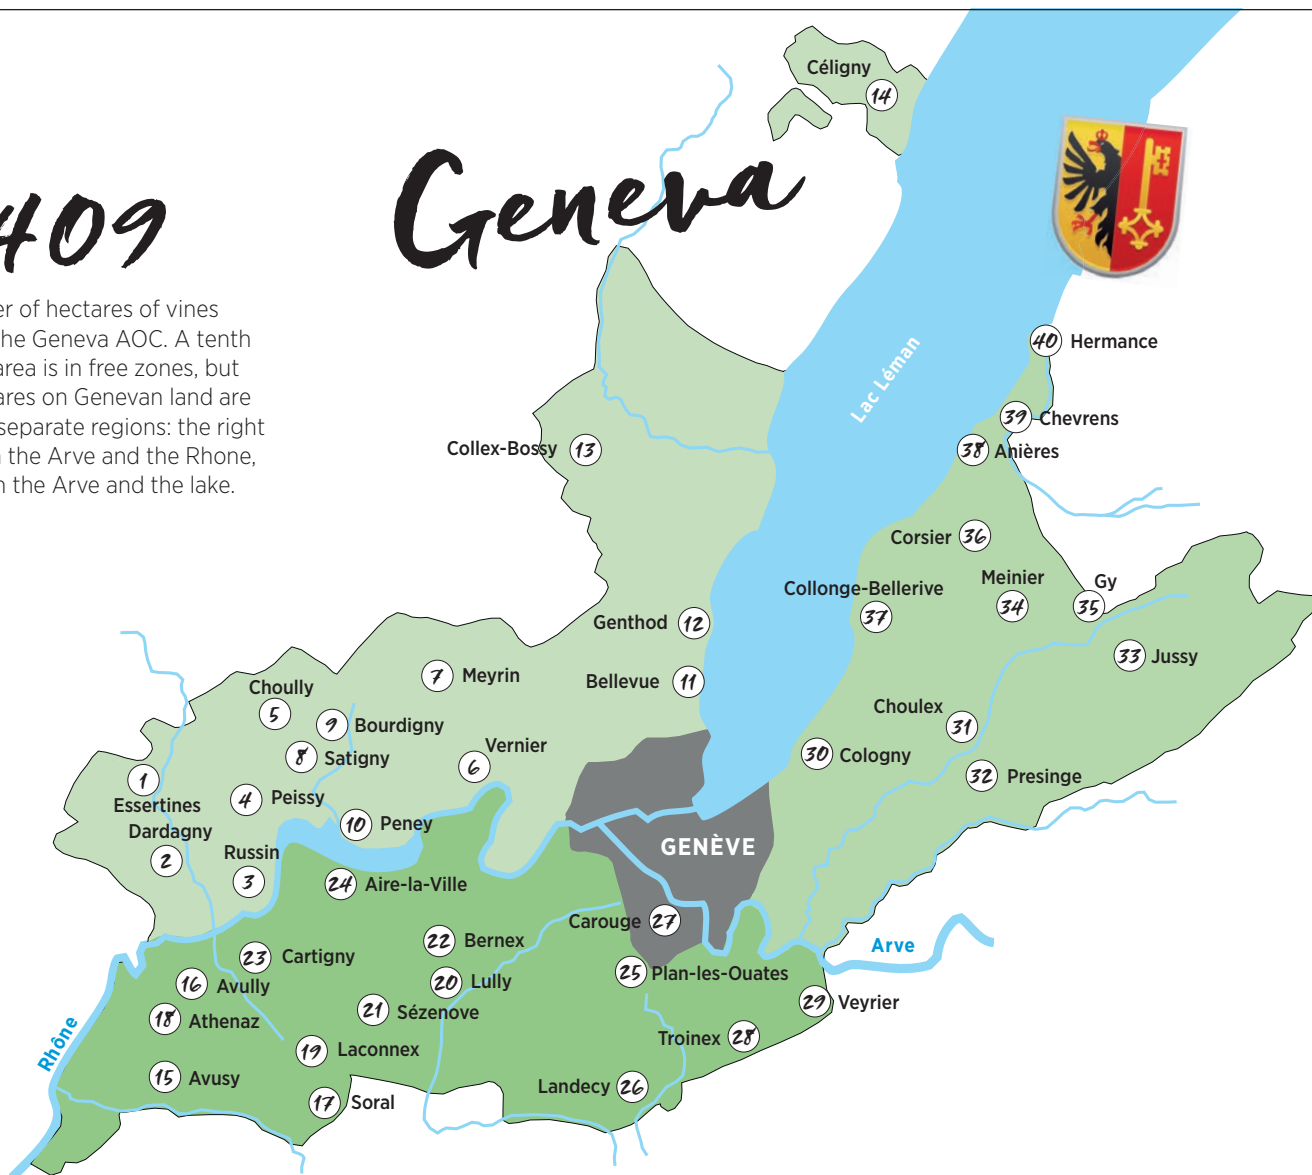 Geneva
409
er of hectares of vines
he Geneva AOC. A tenth
area is in free zones, but
ares on Genevan land are
separate regions: the right
the Arve and the Rhone,
n the Arve and the lake.
Céligny
14
Lac Léman
40 Hermance
39 Chevrens
38 Anières
Collex-Bossy 13
Corsier 36
Collonge-Bellerive
37
Meinier
34
Gy
35
33 Jussy
Genthod 12
Bellevue 11
7 Meyrin
Choully
5
9 Bourdigny
8 Satigny
Vernier
6
Choulex
31
30 Cologny
32 Presinge
1
Essertines
4 Peissy
10 Peney
Dardagny
2
Russin
3
GENÈVE
24 Aire-la-Ville
Carouge 27
22 Bernex
23 Cartigny
Arve
25 Plan-les-Ouates
16 Avully
20 Lully
29 Veyrier
21 Sézenove
18 Athenaz
Troinex 28
Rhône
19 Laconnex
15 Avusy
Landecy 26
17 Soral